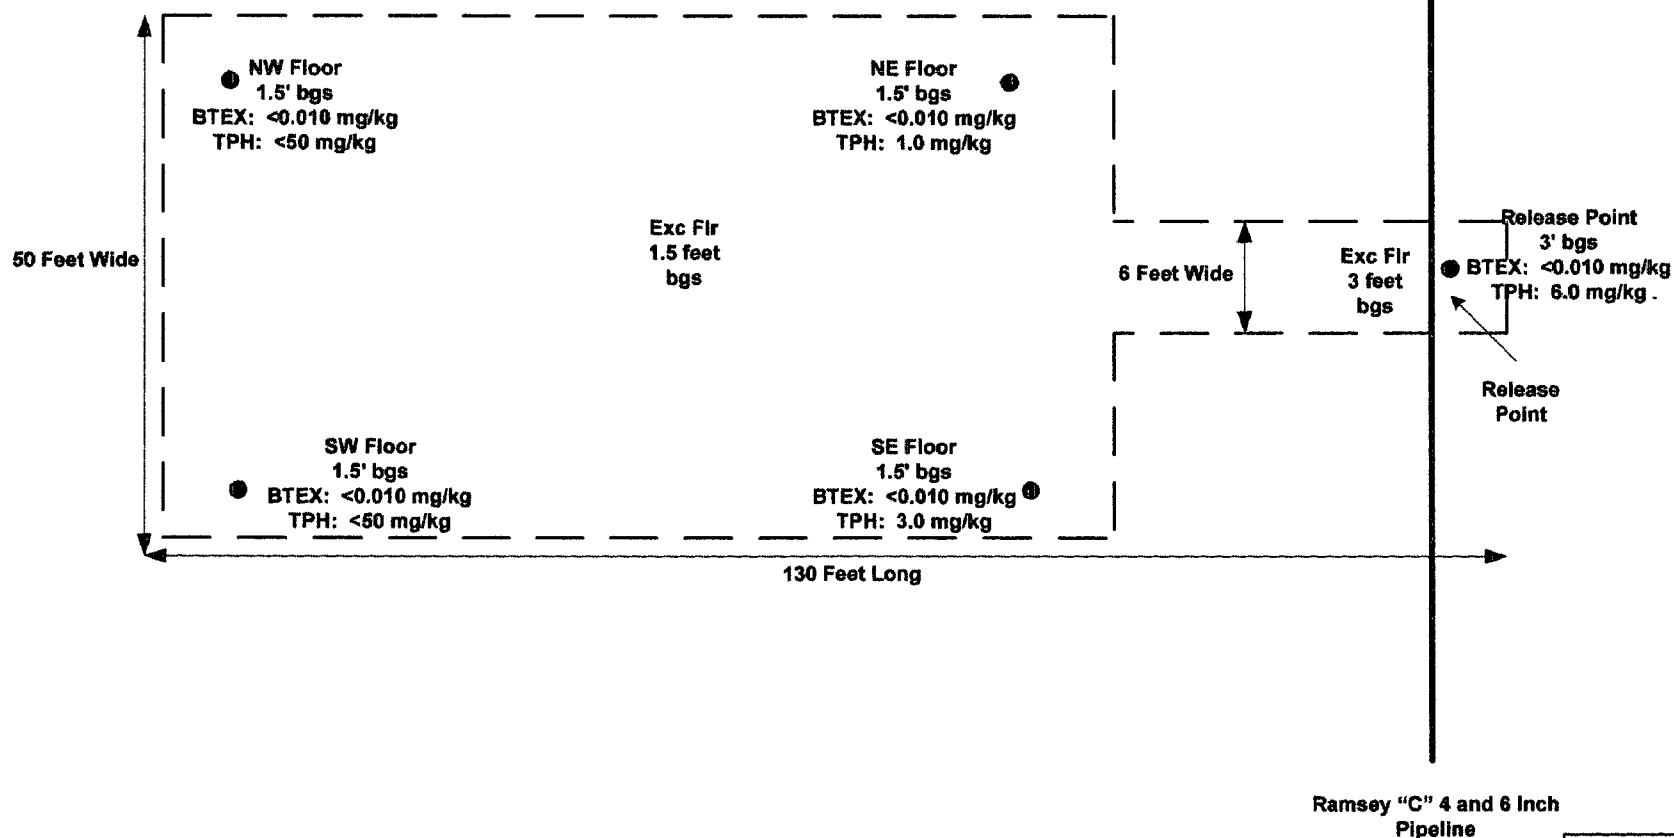 NW Floor
1.5' bgs
BTEX: <0.010 mg/kg
TPH: <50 mg/kg
NE Floor
1.5' bgs
BTEX: <0.010 mg/kg
TPH: 1.0 mg/kg
50 Feet Wide
Exc Flr
1.5 feet
bgs
6 Feet Wide
Exc Flr
3 feet
bgs
Release Point
3' bgs
BTEX: <0.010 mg/kg
TPH: 6.0 mg/kg .
Release
Point
SW Floor
1.5' bgs
BTEX: <0.010 mg/kg
TPH: <50 mg/kg
SE Floor
1.5' bgs
BTEX: <0.010 mg/kg
TPH: 3.0 mg/kg
130 Feet Long
Ramsey “C” 4 and 6 Inch
Pipeline